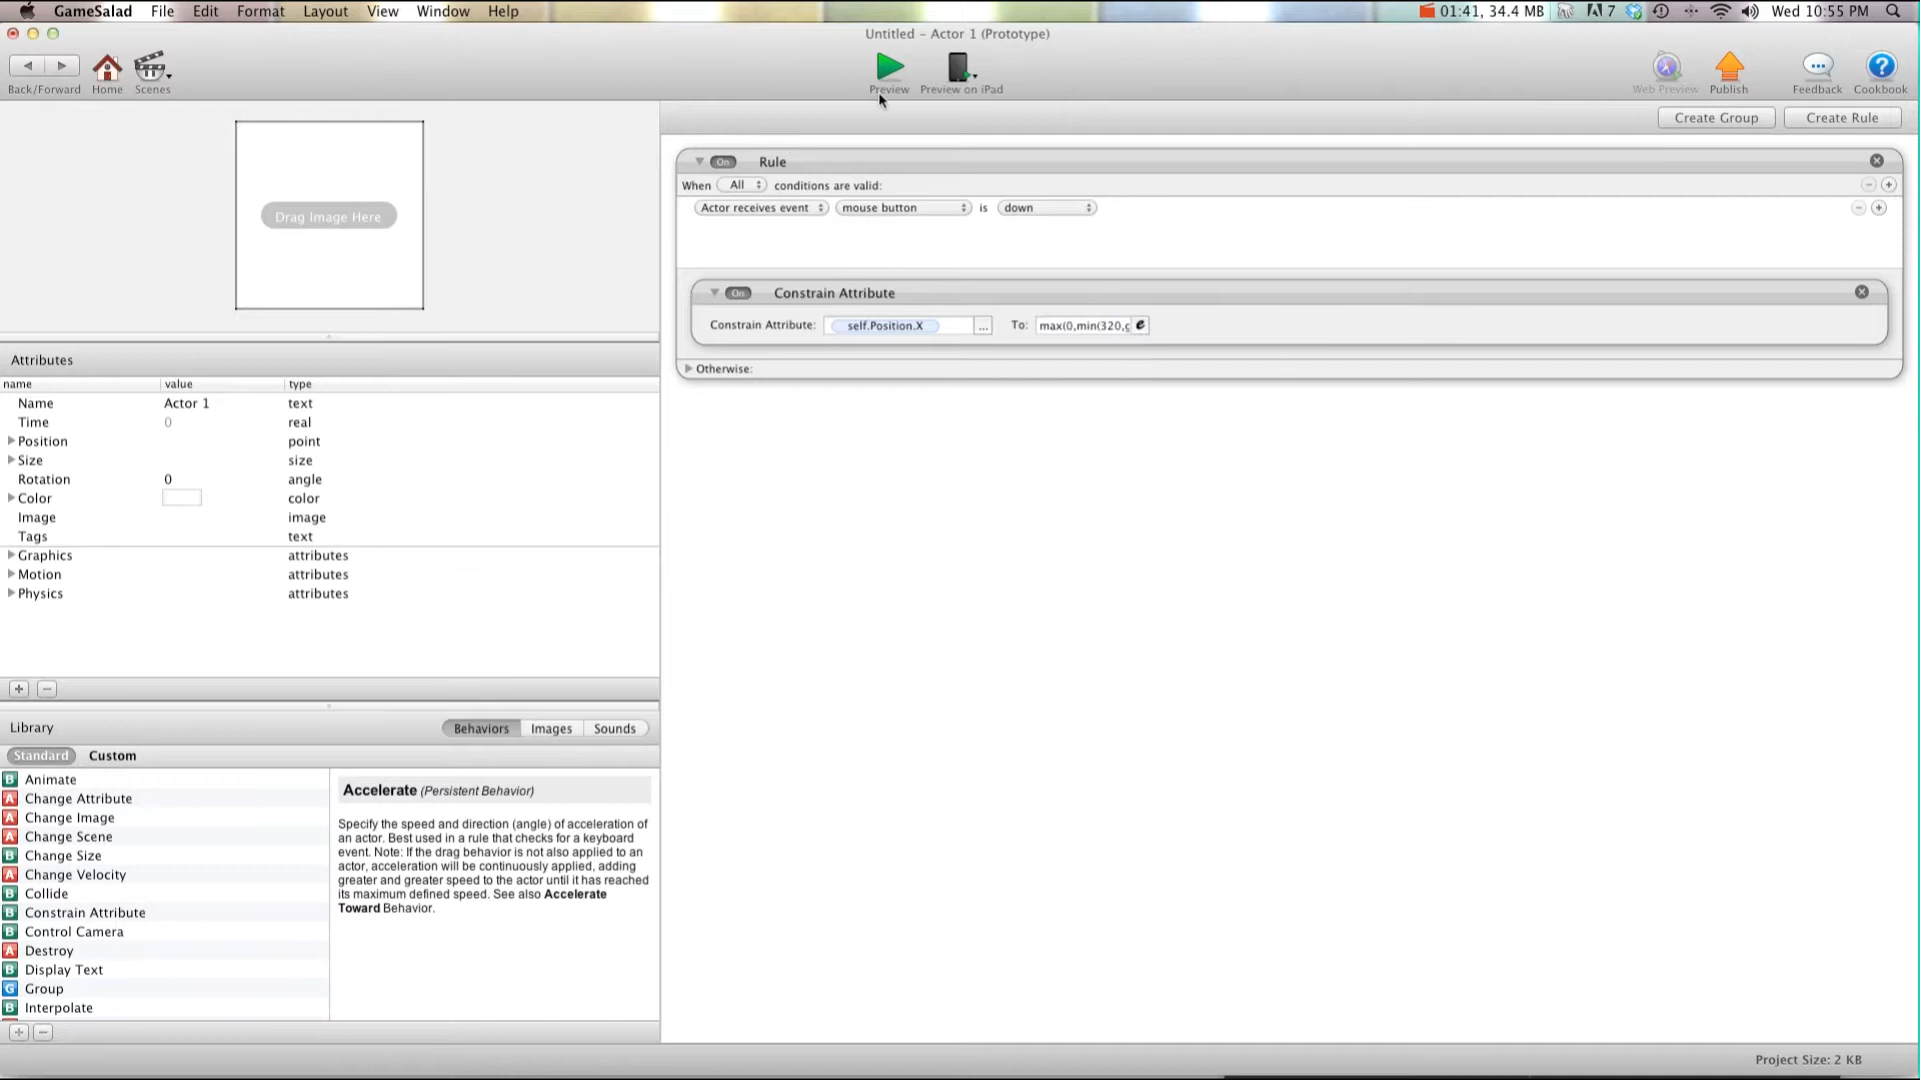 GameSalad File Edit Format Layout View Window Help 01:41, 34.4 MB 7 Wed 10:55 PM
Untitled – Actor 1 (Prototype)
Back/Forward Home Scenes Preview Preview on iPad Web Preview Publish Feedback Cookbook
Create Group Create Rule
Drag Image Here
On Rule
When All conditions are valid:
Actor receives event mouse button is down
On Constrain Attribute
Constrain Attribute: self.Position.X ... To: max(0,min(320,g e
Otherwise:
Attributes
name value type
Name Actor 1 text
Time 0 real
Position point
Size size
Rotation 0 angle
Color color
Image image
Tags text
Graphics attributes
Motion attributes
Physics attributes
Library Behaviors Images Sounds
Standard Custom
B Animate
A Change Attribute
A Change Image
A Change Scene
B Change Size
A Change Velocity
B Collide
B Constrain Attribute
B Control Camera
A Destroy
B Display Text
G Group
B Interpolate
Accelerate (Persistent Behavior)
Specify the speed and direction (angle) of acceleration of
an actor. Best used in a rule that checks for a keyboard
event. Note: If the drag behavior is not also applied to an
actor, acceleration will be continuously applied, adding
greater and greater speed to the actor until it has reached
its maximum defined speed. See also Accelerate
Toward Behavior.
Project Size: 2 KB